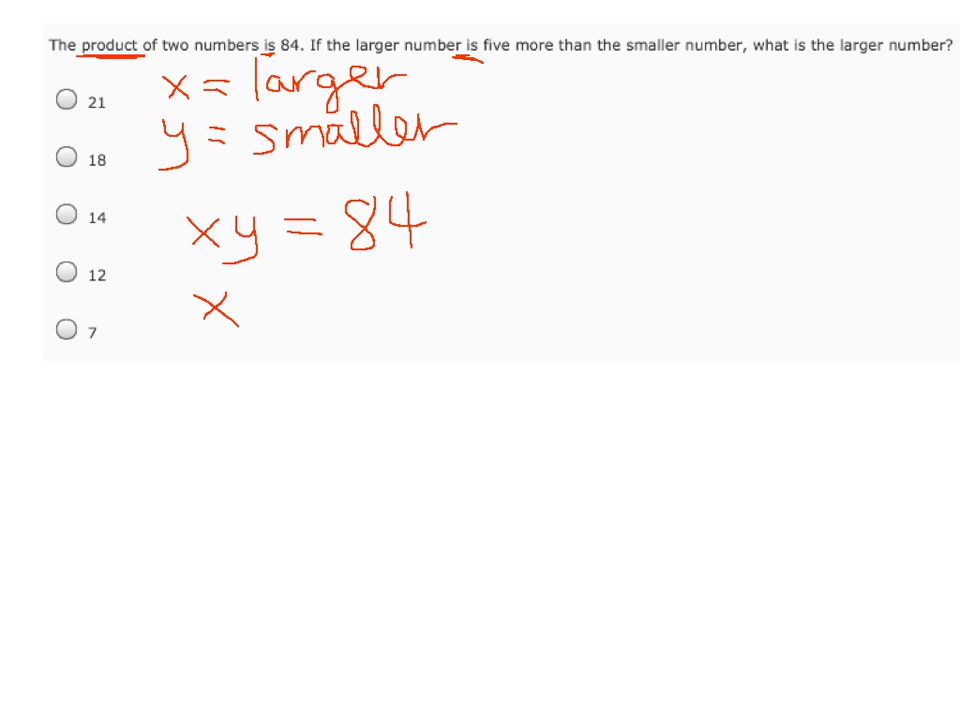 The product of two numbers is 84. If the larger number is five more than the smaller number, what is the larger number?
x = larger
21
y = smaller
18
14
xy = 84
12
x
7